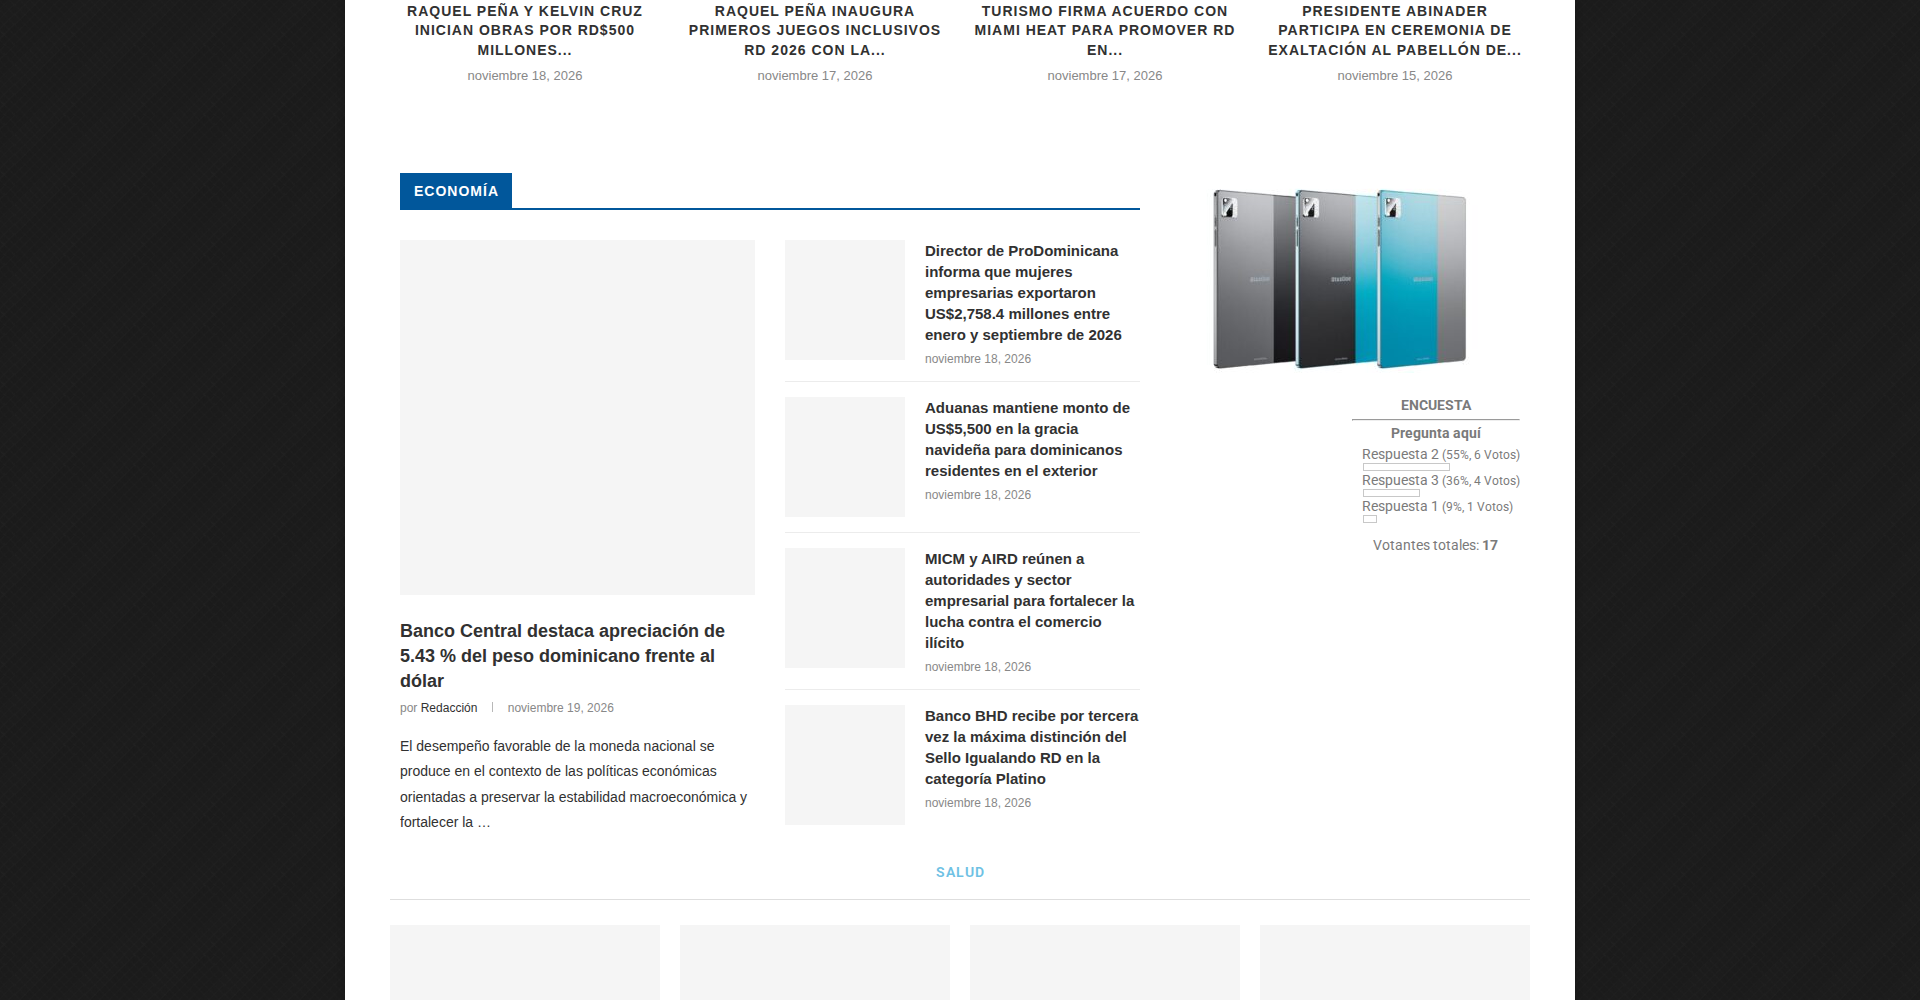 RAQUEL PEÑA Y KELVIN CRUZ
INICIAN OBRAS POR RD$500
MILLONES...
noviembre 18, 2026
RAQUEL PEÑA INAUGURA
PRIMEROS JUEGOS INCLUSIVOS
RD 2026 CON LA...
noviembre 17, 2026
TURISMO FIRMA ACUERDO CON
MIAMI HEAT PARA PROMOVER RD
EN...
noviembre 17, 2026
PRESIDENTE ABINADER
PARTICIPA EN CEREMONIA DE
EXALTACIÓN AL PABELLÓN DE...
noviembre 15, 2026
ECONOMÍA
Banco Central destaca apreciación de
5.43 % del peso dominicano frente al
dólar
por Redacción noviembre 19, 2026
El desempeño favorable de la moneda nacional se
produce en el contexto de las políticas económicas
orientadas a preservar la estabilidad macroeconómica y
fortalecer la …
Director de ProDominicana
informa que mujeres
empresarias exportaron
US$2,758.4 millones entre
enero y septiembre de 2026
noviembre 18, 2026
Aduanas mantiene monto de
US$5,500 en la gracia
navideña para dominicanos
residentes en el exterior
noviembre 18, 2026
MICM y AIRD reúnen a
autoridades y sector
empresarial para fortalecer la
lucha contra el comercio
ilícito
noviembre 18, 2026
Banco BHD recibe por tercera
vez la máxima distinción del
Sello Igualando RD en la
categoría Platino
noviembre 18, 2026
ENCUESTA
Pregunta aquí
Respuesta 2 (55%, 6 Votos)
Respuesta 3 (36%, 4 Votos)
Respuesta 1 (9%, 1 Votos)
Votantes totales: 17
SALUD